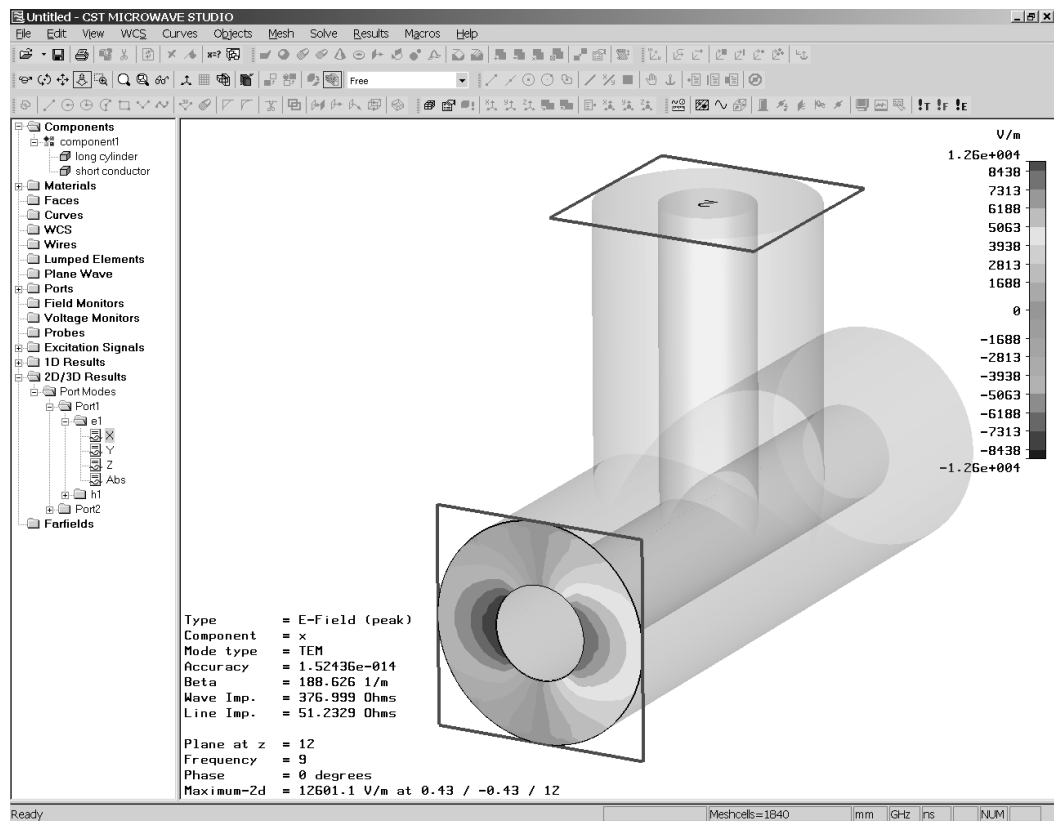 Untitled - CST MICROWAVE STUDIO
File Edit View WCS Curves Objects Mesh Solve Results Macros Help
x=?
Free
!T !F !E
Components
component1
long cylinder
short conductor
Materials
Faces
Curves
WCS
Wires
Lumped Elements
Plane Wave
Ports
Field Monitors
Voltage Monitors
Probes
Excitation Signals
1D Results
2D/3D Results
Port Modes
Port1
e1
X
Y
Z
Abs
h1
Port2
Farfields
V/m
1.26e+004
8438
7313
6188
5063
3938
2813
1688
0
-1688
-2813
-3938
-5063
-6188
-7313
-8438
-1.26e+004
2
Type = E-Field (peak)
Component = x
Mode type = TEM
Accuracy = 1.52436e-014
Beta = 188.626 1/m
Wave Imp. = 376.999 Ohms
Line Imp. = 51.2329 Ohms
Plane at z = 12
Frequency = 9
Phase = 0 degrees
Maximum-2d = 12601.1 V/m at 0.43 / -0.43 / 12
Ready Meshcells=1840 mm GHz ns NUM